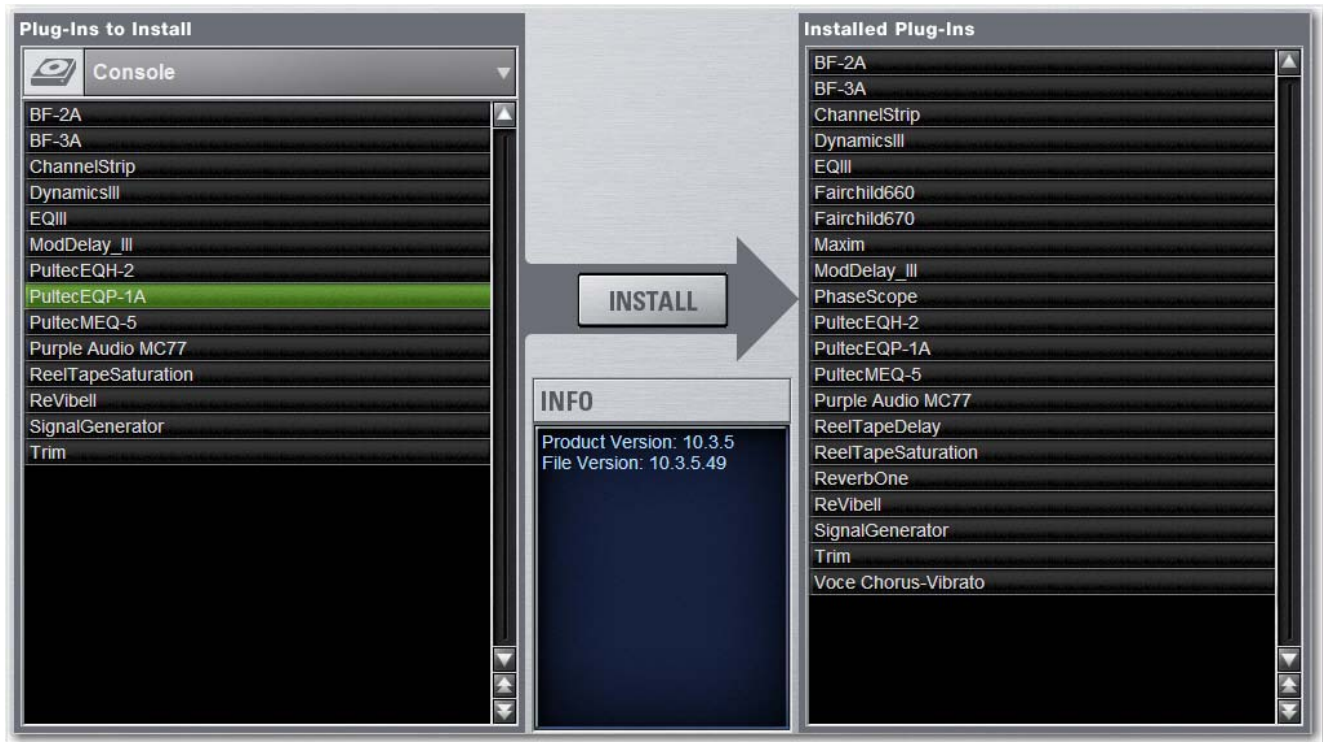 Plug-Ins to Install
Console
BF-2A
BF-3A
ChannelStrip
DynamicsIII
EQIII
ModDelay_III
PultecEQH-2
PultecEQP-1A
PultecMEQ-5
Purple Audio MC77
ReelTapeSaturation
ReVibeII
SignalGenerator
Trim
INSTALL
INFO
Product Version: 10.3.5
File Version: 10.3.5.49
Installed Plug-Ins
BF-2A
BF-3A
ChannelStrip
DynamicsIII
EQIII
Fairchild660
Fairchild670
Maxim
ModDelay_III
PhaseScope
PultecEQH-2
PultecEQP-1A
PultecMEQ-5
Purple Audio MC77
ReelTapeDelay
ReelTapeSaturation
ReverbOne
ReVibeII
SignalGenerator
Trim
Voce Chorus-Vibrato